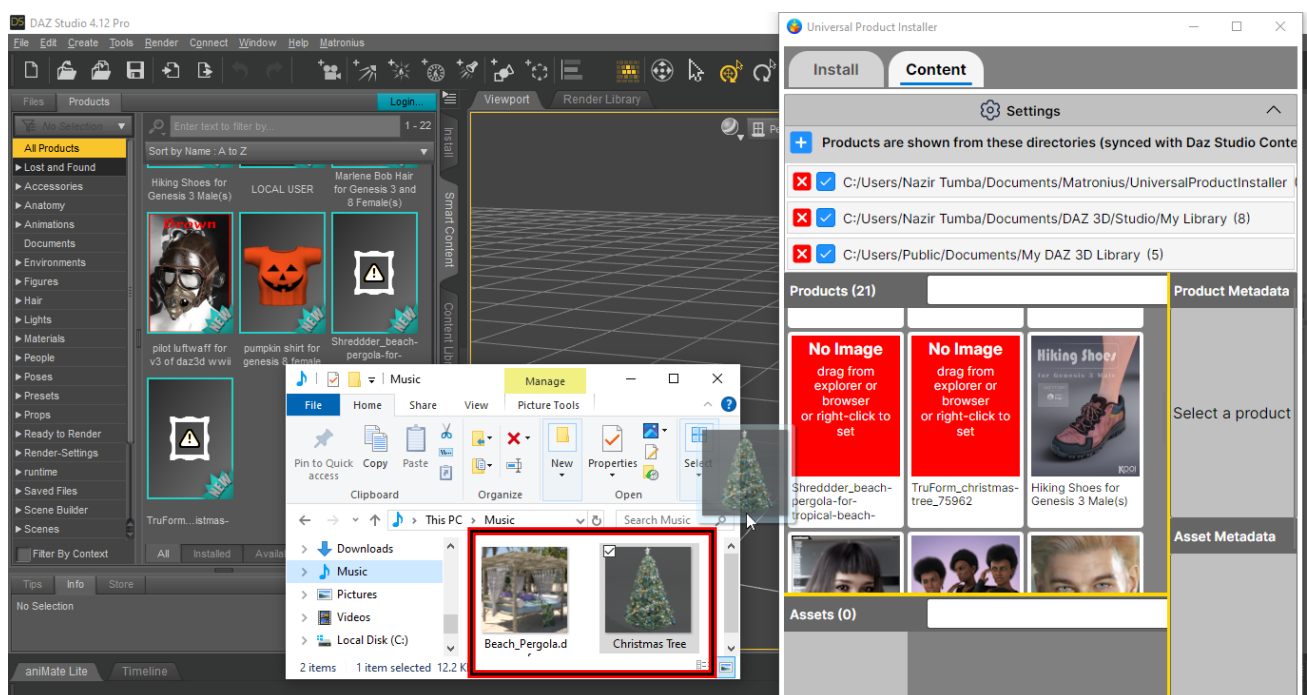 DAZ Studio 4.12 Pro
File Edit Create Tools Render Connect Window Help Matronius
Files Products Login...
No Selection
Enter text to filter by...
1 - 22
Sort by Name : A to Z
All Products
Lost and Found
Accessories
Anatomy
Animations
Documents
Environments
Figures
Hair
Lights
Materials
People
Poses
Presets
Props
Ready to Render
Render-Settings
runtime
Saved Files
Scene Builder
Scenes
Filter By Context
Hiking Shoes for
Genesis 3 Male(s)
LOCAL USER
Marlene Bob Hair
for Genesis 3 and
8 Female(s)
Brown
NEW
NEW
NEW
pilot luftwaff for
v3 of daz3d wwii
pumpkin shirt for
genesis 8 female
Shreddder_beach-
pergola-for-
NEW
TruForm...istmas-
All Installed
Tips Info Store
No Selection
aniMate Lite Timeline
Install
Smart Content
Viewport Render Library
Music
Manage
File Home Share View Picture Tools
Pin to Quick
access
Copy
Paste
New
Properties
Select
Clipboard Organize Open
This PC > Music
Search Music
Downloads
Music
Pictures
Videos
Local Disk (C:)
Beach_Pergola.d
Christmas Tree
2 items 1 item selected 12.2 K
Universal Product Installer
Install Content
Settings
Products are shown from these directories (synced with Daz Studio Conte
C:/Users/Nazir Tumba/Documents/Matronius/UniversalProductInstaller
C:/Users/Nazir Tumba/Documents/DAZ 3D/Studio/My Library (8)
C:/Users/Public/Documents/My DAZ 3D Library (5)
Products (21)
Product Metadata
No Image
drag from
explorer or
browser
or right-click to
set
No Image
drag from
explorer or
browser
or right-click to
set
Hiking Shoes
for Genesis 3 Male
Shreddder_beach-
pergola-for-
tropical-beach-
TruForm_christmas-
tree_75962
Hiking Shoes for
Genesis 3 Male(s)
Select a product
Asset Metadata
Assets (0)